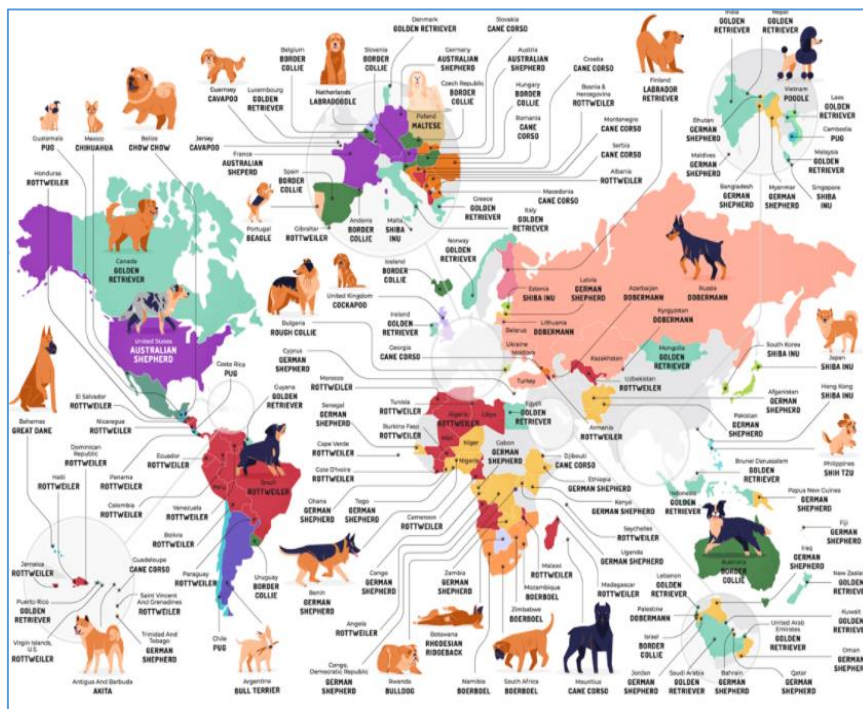 Denmark
GOLDEN RETRIEVER
Slovakia
CANE CORSO
Belgium
BORDER COLLIE
Slovenia
BORDER COLLIE
Germany
AUSTRALIAN SHEPHERD
Austria
AUSTRALIAN SHEPHERD
Croatia
CANE CORSO
India
GOLDEN RETRIEVER
Nepal
GOLDEN RETRIEVER
Guernsey
CAVAPOO
Luxembourg
GOLDEN RETRIEVER
Netherlands
LABRADOODLE
Czech Republic
BORDER COLLIE
Hungary
BORDER COLLIE
Bosnia & Herzegovina
ROTTWEILER
Finland
LABRADOR RETRIEVER
Vietnam
POODLE
Laos
GOLDEN RETRIEVER
Guatemala
PUG
Mexico
CHIHUAHUA
Belize
CHOW CHOW
Jersey
CAVAPOO
Poland
MALTESE
Romania
CANE CORSO
Montenegro
CANE CORSO
Bhutan
GERMAN SHEPHERD
Cambodia
PUG
Honduras
ROTTWEILER
France
AUSTRALIAN SHEPERD
Serbia
CANE CORSO
Maldives
GERMAN SHEPHERD
Malaysia
GOLDEN RETRIEVER
Spain
BORDER COLLIE
Albania
ROTTWEILER
Bangladesh
GERMAN SHEPHERD
Myanmar
GERMAN SHEPHERD
Singapore
SHIBA INU
Portugal
BEAGLE
Gibraltar
ROTTWEILER
Andorra
BORDER COLLIE
Malta
SHIBA INU
Greece
GOLDEN RETRIEVER
Italy
GOLDEN RETRIEVER
Macedonia
CANE CORSO
Canada
GOLDEN RETRIEVER
Norway
GOLDEN RETRIEVER
Iceland
BORDER COLLIE
Estonia
SHIBA INU
Latvia
GERMAN SHEPHERD
Azerbaijan
DOBERMANN
Russia
DOBERMANN
United Kingdom
COCKAPOO
Ireland
GOLDEN RETRIEVER
Belarus
Lithuania
DOBERMANN
Kyrgyzstan
DOBERMANN
Bulgaria
ROUGH COLLIE
Ukraine
Moldova
Mongolia
GOLDEN RETRIEVER
United States
AUSTRALIAN SHEPHERD
Georgia
CANE CORSO
Kazakhstan
South Korea
SHIBA INU
Japan
SHIBA INU
Costa Rica
PUG
Cyprus
GERMAN SHEPHERD
Turkey
Uzbekistan
ROTTWEILER
Hong Kong
SHIBA INU
El Salvador
ROTTWEILER
Guyana
GOLDEN RETRIEVER
Morocco
ROTTWEILER
Afganistan
GERMAN SHEPHERD
Bahamas
GREAT DANE
Nicaragua
ROTTWEILER
Senegal
GERMAN SHEPHERD
Tunisia
ROTTWEILER
Algeria
ROTTWEILER
Libya
Egypt
GOLDEN RETRIEVER
Armenia
ROTTWEILER
Pakistan
GERMAN SHEPHERD
Philippines
SHIH TZU
Dominican Republic
ROTTWEILER
Ecuador
ROTTWEILER
Burkina Faso
ROTTWEILER
Mali
Niger
Gabon
GERMAN SHEPHERD
Djibouti
CANE CORSO
Haiti
ROTTWEILER
Panama
ROTTWEILER
Peru
Brazil
ROTTWEILER
Cape Verde
ROTTWEILER
Nigeria
Brunel Darussalam
GOLDEN RETRIEVER
Colombia
ROTTWEILER
Cote D'Ivoire
ROTTWEILER
Ethiopia
GERMAN SHEPHERD
Indonesia
GOLDEN RETRIEVER
Papua New Guinea
GERMAN SHEPHERD
Venezuela
ROTTWEILER
Ghana
GERMAN SHEPHERD
Togo
GERMAN SHEPHERD
Kenya
GERMAN SHEPHERD
Fiji
GERMAN SHEPHERD
Bolivia
ROTTWEILER
Cameroon
ROTTWEILER
Seychelles
ROTTWEILER
Australia
BORDER COLLIE
Iraq
GERMAN SHEPHERD
Jamaica
ROTTWEILER
Guadeloupe
CANE CORSO
Paraguay
ROTTWEILER
Uruguay
BORDER COLLIE
Congo
GERMAN SHEPHERD
Zambia
GERMAN SHEPHERD
Uganda
GERMAN SHEPHERD
Malawi
ROTTWEILER
Madagascar
ROTTWEILER
Lebenon
GOLDEN RETRIEVER
New Zealand
GOLDEN RETRIEVER
Puerto Rico
GOLDEN RETRIEVER
Saint Vincent And Grenadines
ROTTWEILER
Benin
GERMAN SHEPHERD
Mozambique
BOERBOEL
Palestine
DOBERMANN
Kuwait
GOLDEN RETRIEVER
Virgin Islands, U.S.
ROTTWEILER
Trinidad And Tobago
GERMAN SHEPHERD
Chile
PUG
Angola
ROTTWEILER
Botswana
RHODESIAN RIDGEBACK
Zimbabwe
BOERBOEL
Israel
BORDER COLLIE
United Arab Emirates
GOLDEN RETRIEVER
Oman
GERMAN SHEPHERD
Antigua And Barbuda
AKITA
Argentina
BULL TERRIER
Congo, Democratic Republic
GERMAN SHEPHERD
Rwanda
BULLDOG
Namibia
BOERBOEL
South Africa
BOERBOEL
Mauritius
CANE CORSO
Jorden
GERMAN SHEPHERD
Saudi Arabia
GOLDEN RETRIEVER
Bahrain
GERMAN SHEPHERD
Qatar
GERMAN SHEPHERD